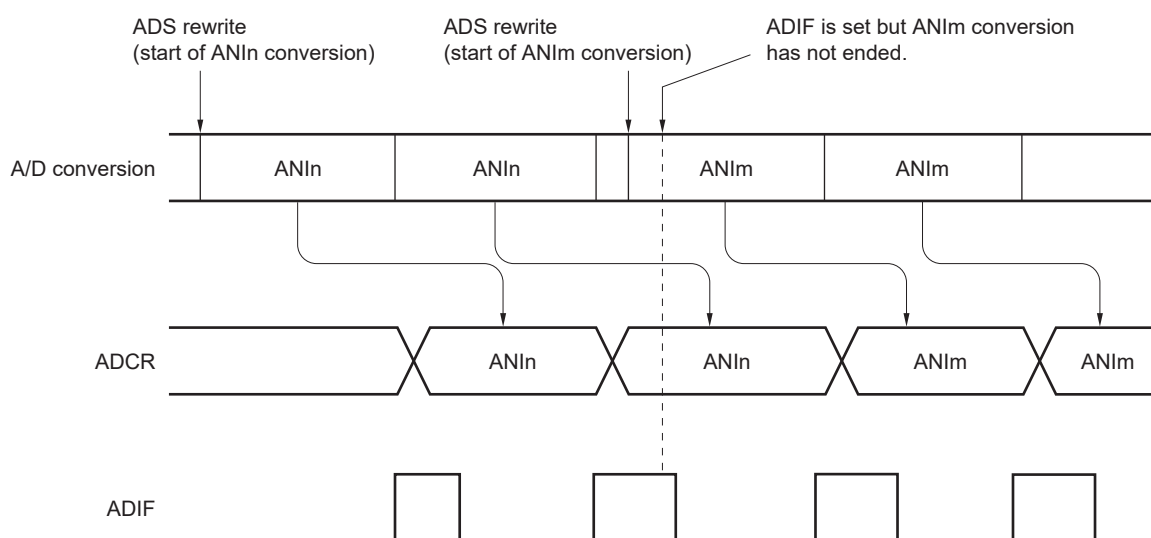 ADS rewrite
(start of ANIn conversion)
ADS rewrite
(start of ANIm conversion)
ADIF is set but ANIm conversion
has not ended.
A/D conversion
ANIn
ANIn
ANIm
ANIm
ADCR
ANIn
ANIn
ANIm
ANIm
ADIF